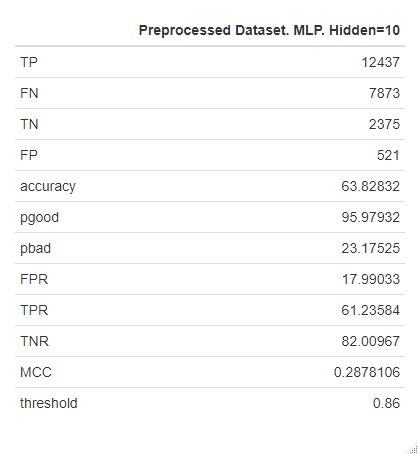 Preprocessed Dataset. MLP. Hidden=10
TP 12437
FN 7873
TN 2375
FP 521
accuracy 63.82832
pgood 95.97932
pbad 23.17525
FPR 17.99033
TPR 61.23584
TNR 82.00967
MCC 0.2878106
threshold 0.86